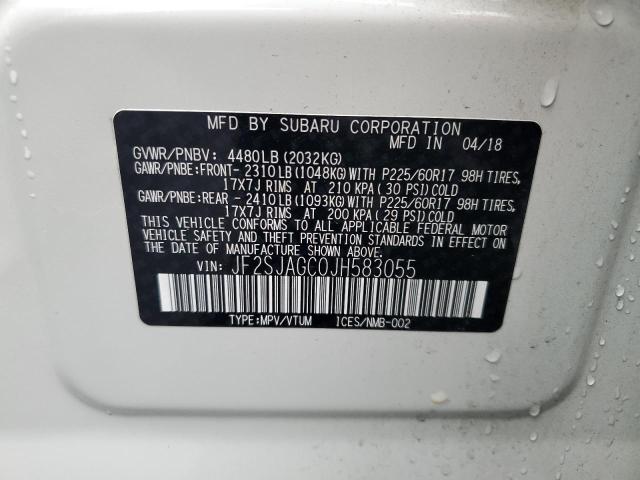 MFD BY SUBARU CORPORATION
MFD IN 04/18
GVWR/PNBV: 4480LB(2032KG)
GAWR/PNBE:FRONT- 2310LB(1048KG)WITH P225/60R17 98H TIRES,
17X7J RIMS AT 210 KPA(30 PSI)COLD
GAWR/PNBE:REAR - 2410LB(1093KG)WITH P225/60R17 98H TIRES,
17X7J RIMS AT 200 KPA(29 PSI)COLD
THIS VEHICLE CONFORMS TO ALL APPLICABLE FEDERAL MOTOR
VEHICLE SAFETY AND THEFT PREVENTION STANDARDS IN EFFECT ON
THE DATE OF MANUFACTURE SHOWN ABOVE.
VIN: JF2SJAGC0JH583055
TYPE:MPV/VTUM ICES/NMB-002